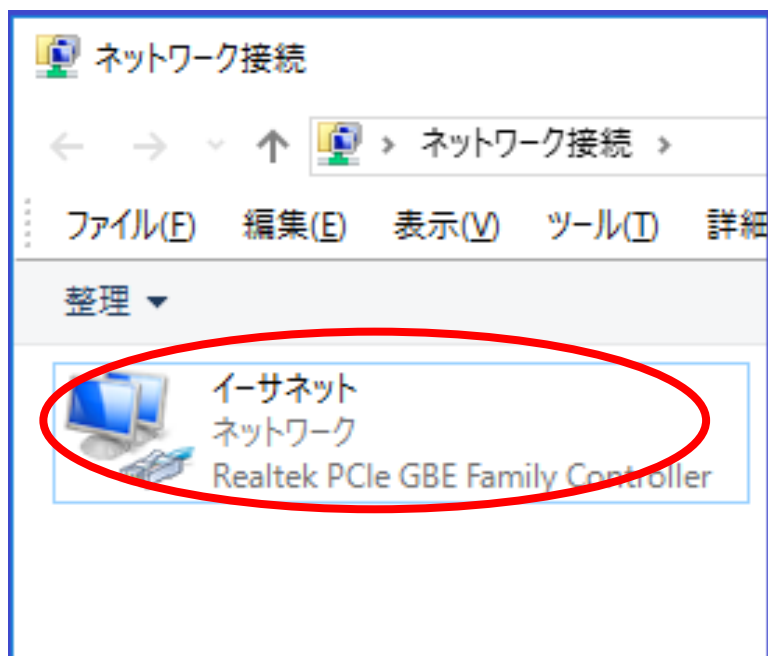 ネットワーク接続
ネットワーク接続
ファイル(F) 編集(E) 表示(V) ツール(T) 詳細
整理
イーサネット
ネットワーク
Realtek PCIe GBE Family Controller